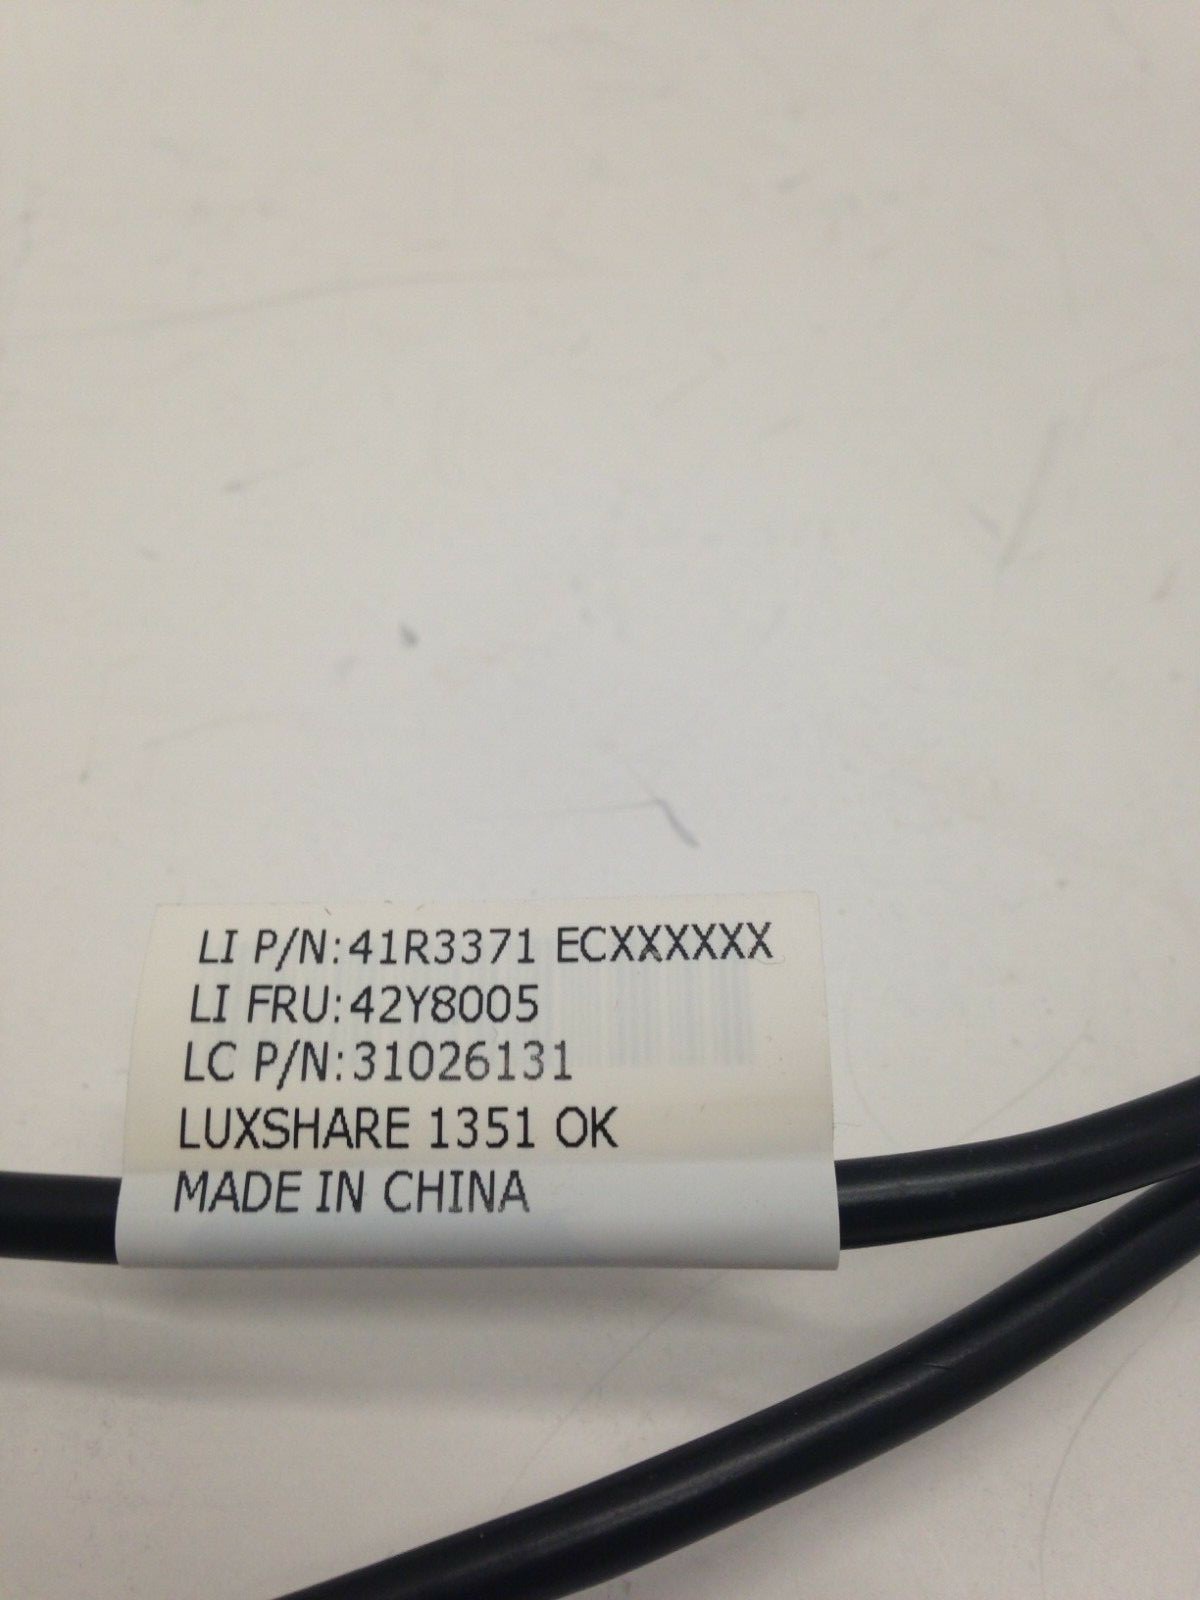 LI P/N:41R3371 ECXXXXXX
LI FRU:42Y8005
LC P/N:31026131
LUXSHARE 1351 OK
MADE IN CHINA